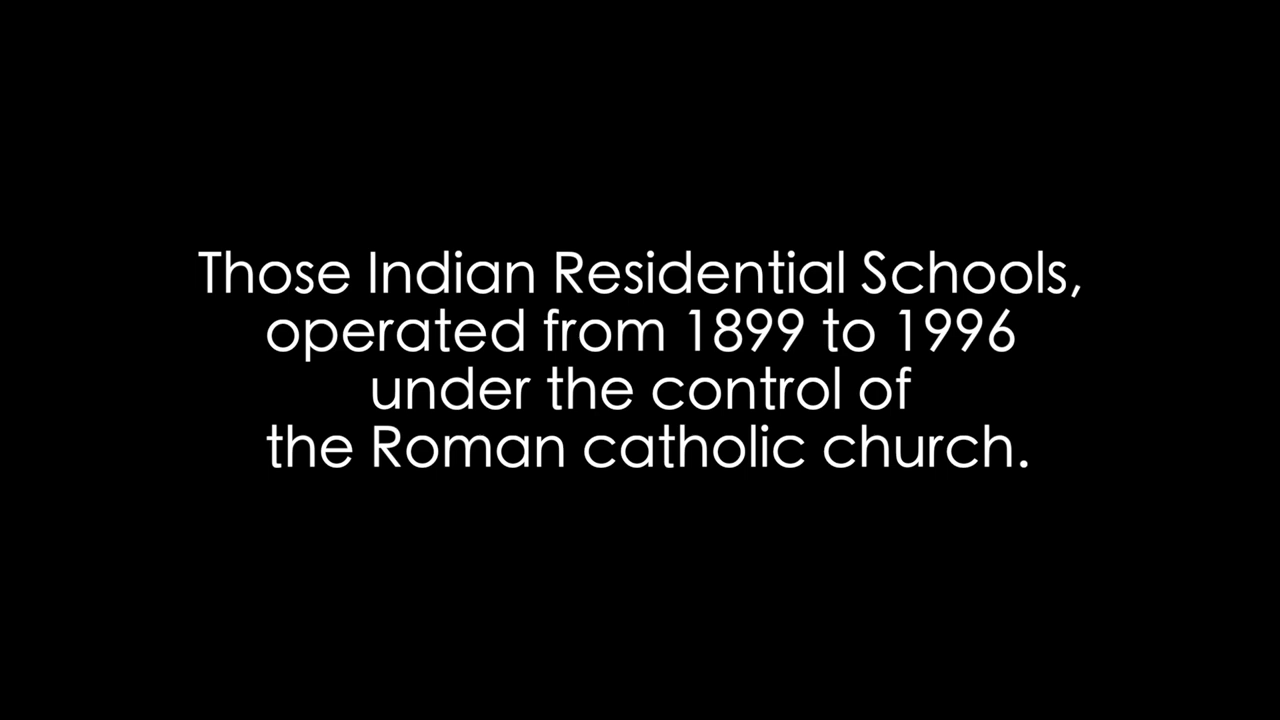 Those Indian Residential Schools,
operated from 1899 to 1996
under the control of
the Roman catholic church.